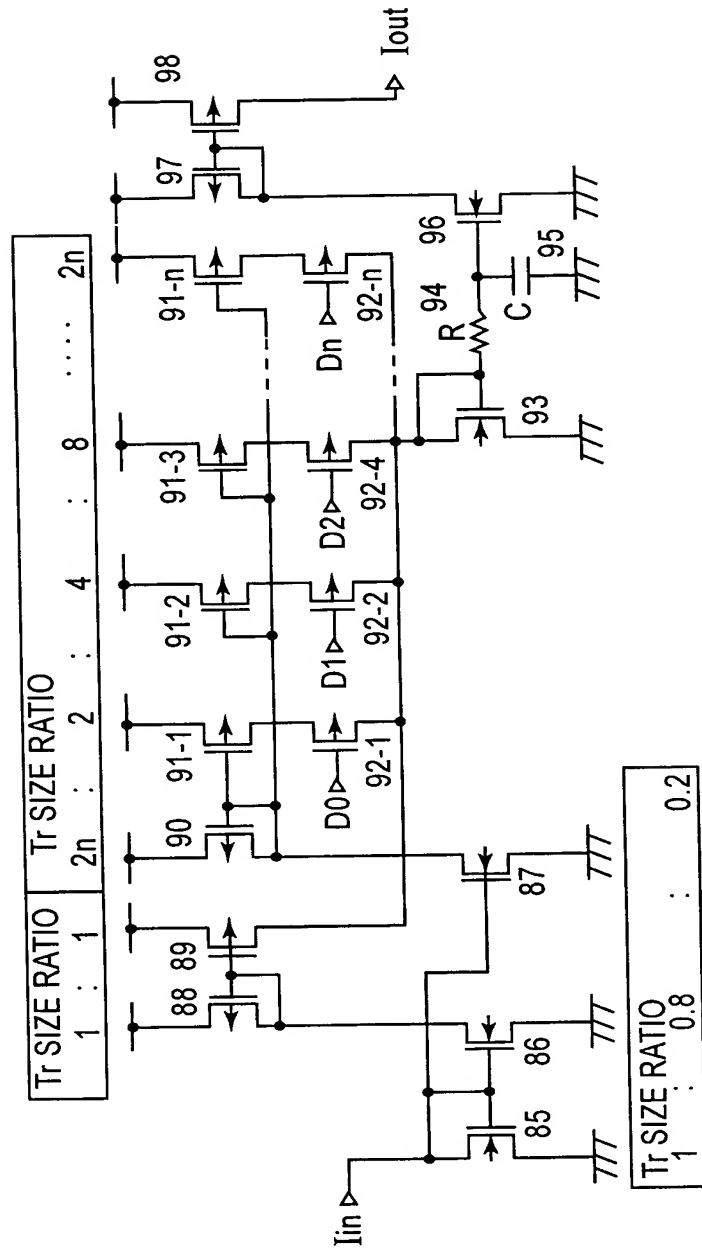 Tr SIZE RATIO
1 : 1
Tr SIZE RATIO
2n : 2 : 4 : 8 .... 2n
88
89
90
91-1
91-2
91-3
91-n
97
98
D0
92-1
D1
92-2
D2
92-4
Dn
92-n
Iout
Iin
85
86
87
93
R
94
C
95
96
Tr SIZE RATIO
1 : 0.8 : 0.2